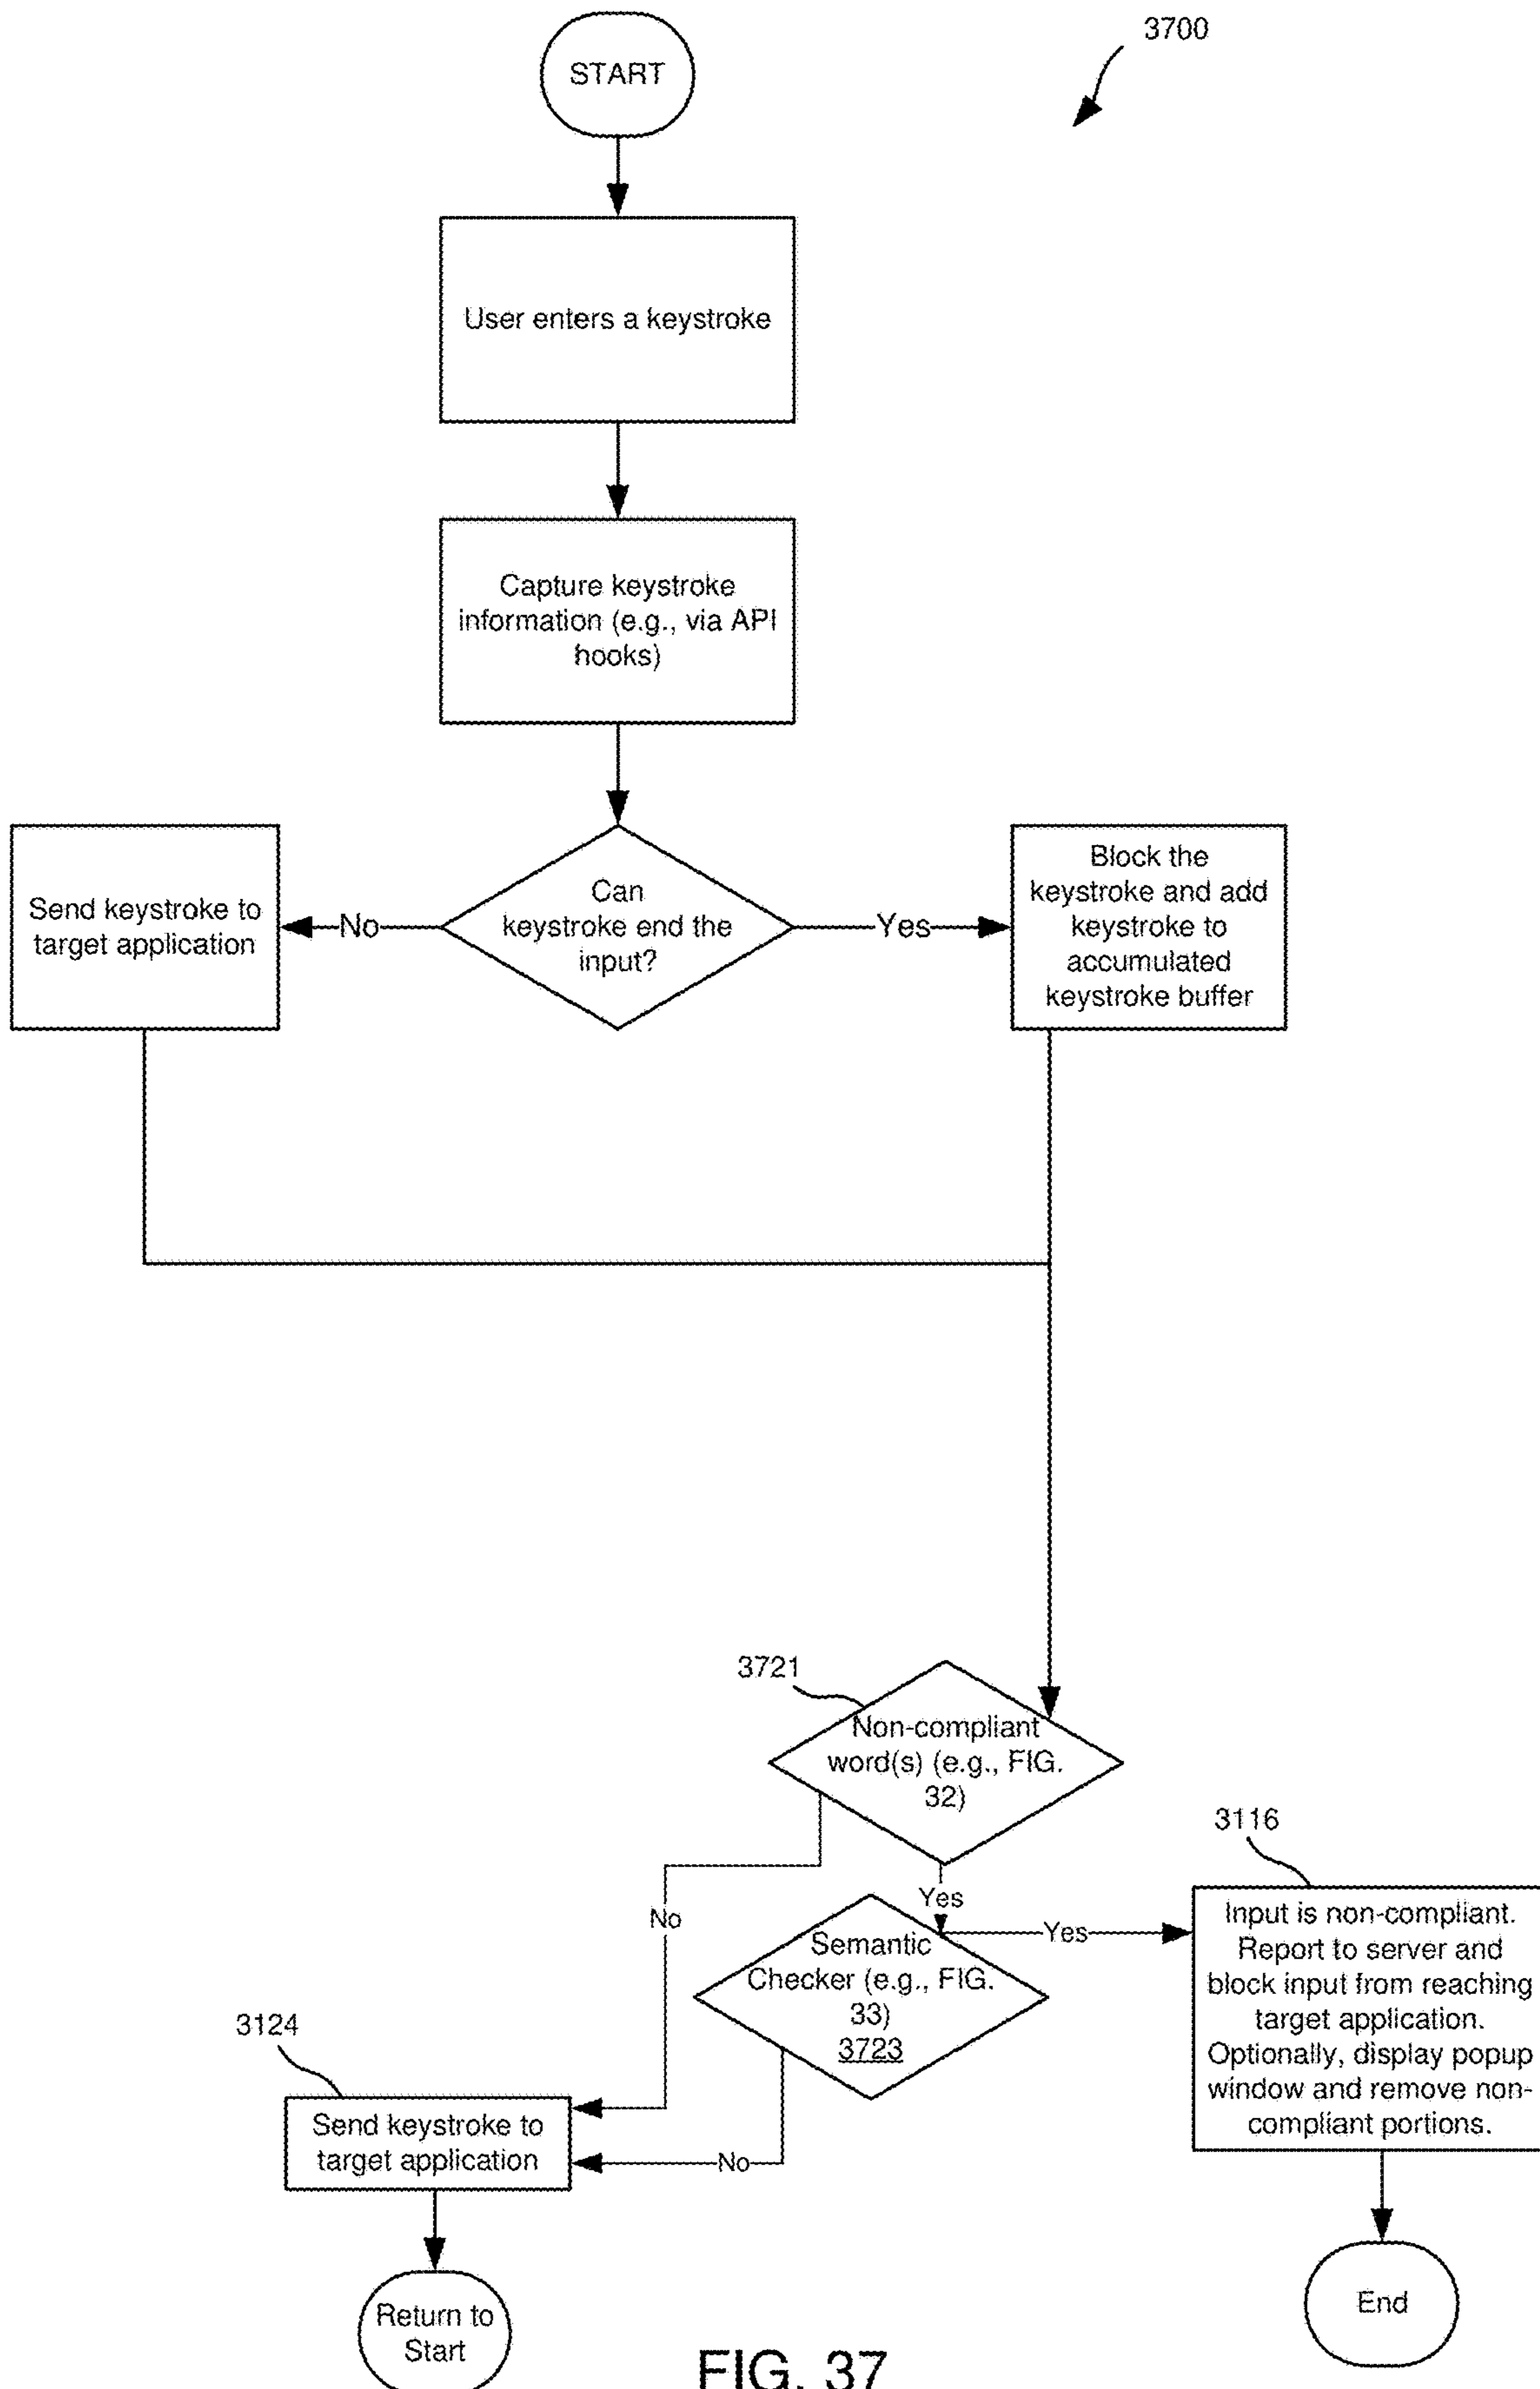 3700
START
User enters a keystroke
Capture keystroke
information (e.g., via API
hooks)
Send keystroke to
target application
No
Can
keystroke end the
input?
Yes
Block the
keystroke and add
keystroke to
accumulated
keystroke buffer
3721
Non-compliant
word(s) (e.g., FIG.
32)
Yes
No
Semantic
Checker (e.g., FIG.
33)
3723
Yes
3116
Input is non-compliant.
Report to server and
block input from reaching
target application.
Optionally, display popup
window and remove non-
compliant portions.
3124
Send keystroke to
target application
No
Return to
Start
End
FIG. 37